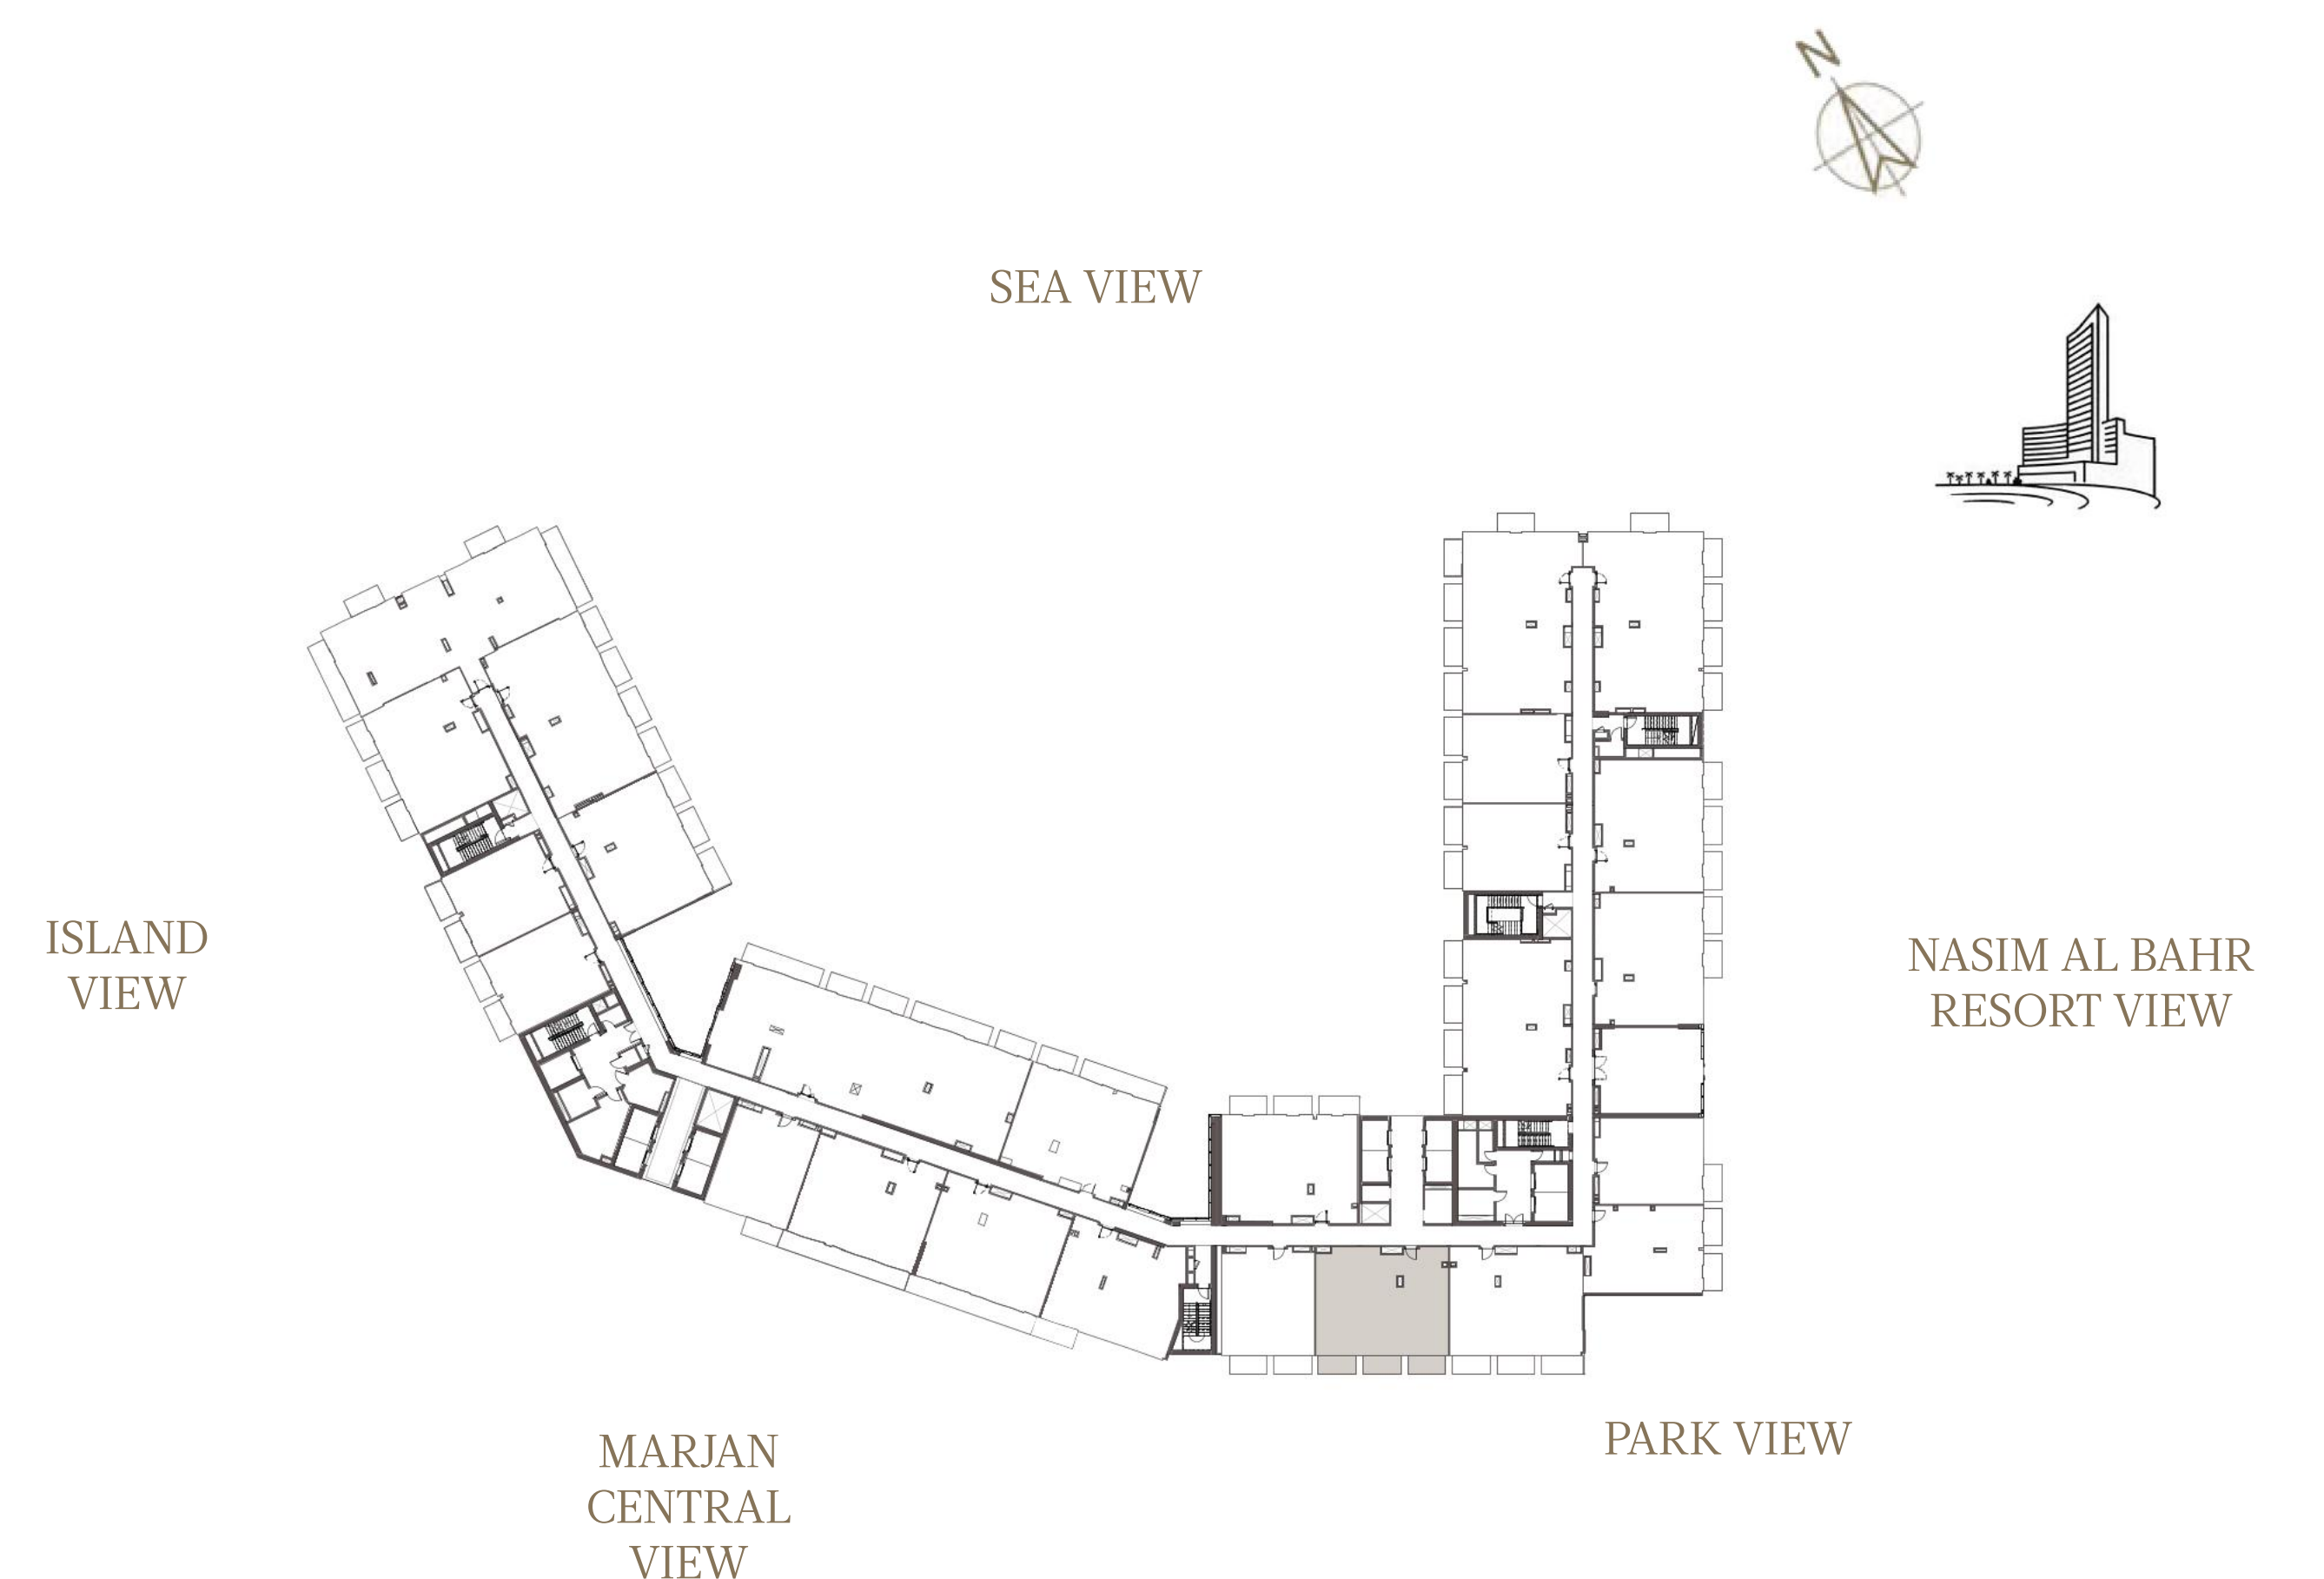 N
SEA VIEW
ISLAND
VIEW
NASIM AL BAHR
RESORT VIEW
PARK VIEW
MARJAN
CENTRAL
VIEW